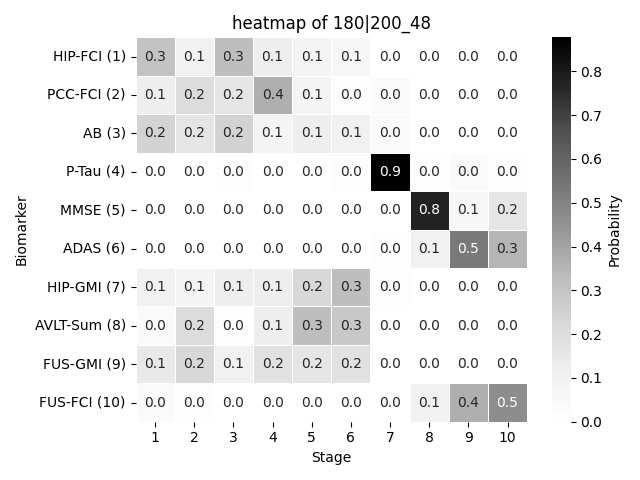 heatmap of 180|200_48
HIP-FCI (1) 0.3 0.1 0.3 0.1 0.1 0.1 0.0 0.0 0.0 0.0
PCC-FCI (2) 0.1 0.2 0.2 0.4 0.1 0.0 0.0 0.0 0.0 0.0
AB (3) 0.2 0.2 0.2 0.1 0.1 0.1 0.0 0.0 0.0 0.0
P-Tau (4) 0.0 0.0 0.0 0.0 0.0 0.0 0.9 0.0 0.0 0.0
MMSE (5) 0.0 0.0 0.0 0.0 0.0 0.0 0.0 0.8 0.1 0.2
ADAS (6) 0.0 0.0 0.0 0.0 0.0 0.0 0.0 0.1 0.5 0.3
HIP-GMI (7) 0.1 0.1 0.1 0.1 0.2 0.3 0.0 0.0 0.0 0.0
AVLT-Sum (8) 0.0 0.2 0.0 0.1 0.3 0.3 0.0 0.0 0.0 0.0
FUS-GMI (9) 0.1 0.2 0.1 0.2 0.2 0.2 0.0 0.0 0.0 0.0
FUS-FCI (10) 0.0 0.0 0.0 0.0 0.0 0.0 0.0 0.1 0.4 0.5
1 2 3 4 5 6 7 8 9 10
Stage
Biomarker
0.8
0.7
0.6
0.5
0.4
0.3
0.2
0.1
0.0
Probability